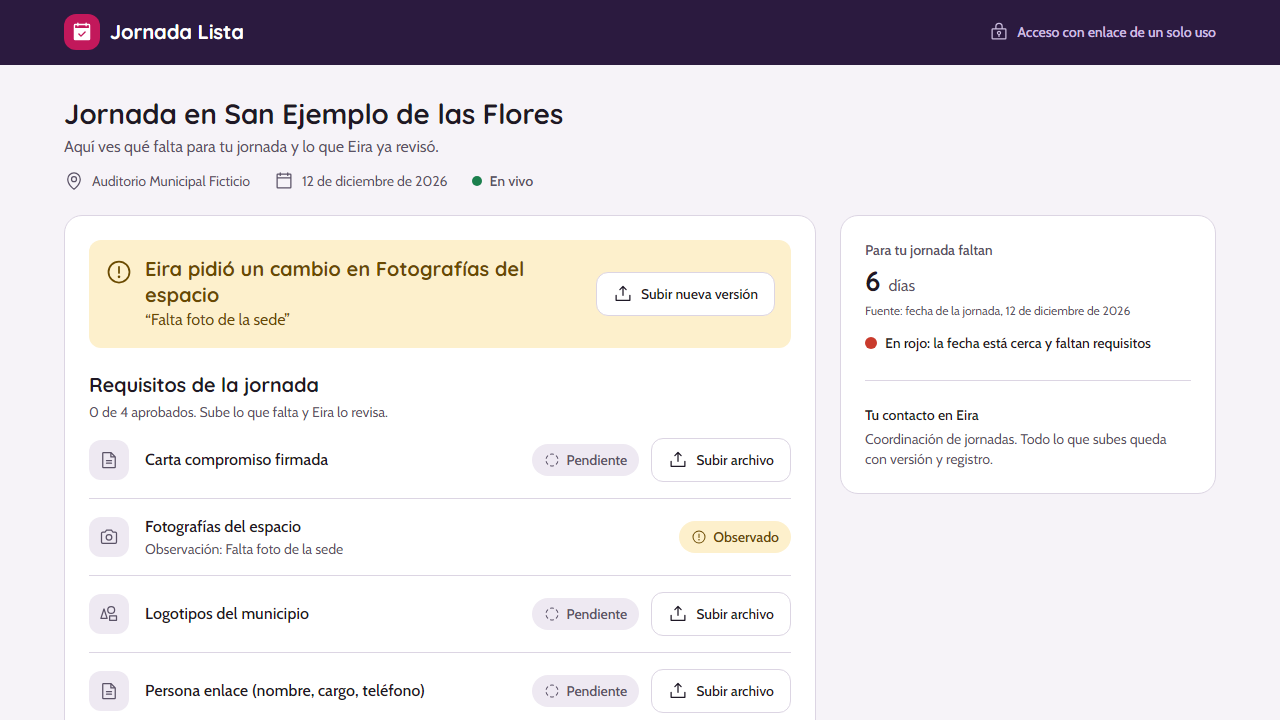 Jornada Lista
Acceso con enlace de un solo uso
Jornada en San Ejemplo de las Flores
Aquí ves qué falta para tu jornada y lo que Eira ya revisó.
Auditorio Municipal Ficticio
12 de diciembre de 2026
En vivo
Eira pidió un cambio en Fotografías del
espacio
“Falta foto de la sede”
Subir nueva versión
Requisitos de la jornada
0 de 4 aprobados. Sube lo que falta y Eira lo revisa.
Carta compromiso firmada
Pendiente
Subir archivo
Fotografías del espacio
Observación: Falta foto de la sede
Observado
Logotipos del municipio
Pendiente
Subir archivo
Persona enlace (nombre, cargo, teléfono)
Pendiente
Subir archivo
Para tu jornada faltan
6 días
Fuente: fecha de la jornada, 12 de diciembre de 2026
En rojo: la fecha está cerca y faltan requisitos
Tu contacto en Eira
Coordinación de jornadas. Todo lo que subes queda
con versión y registro.